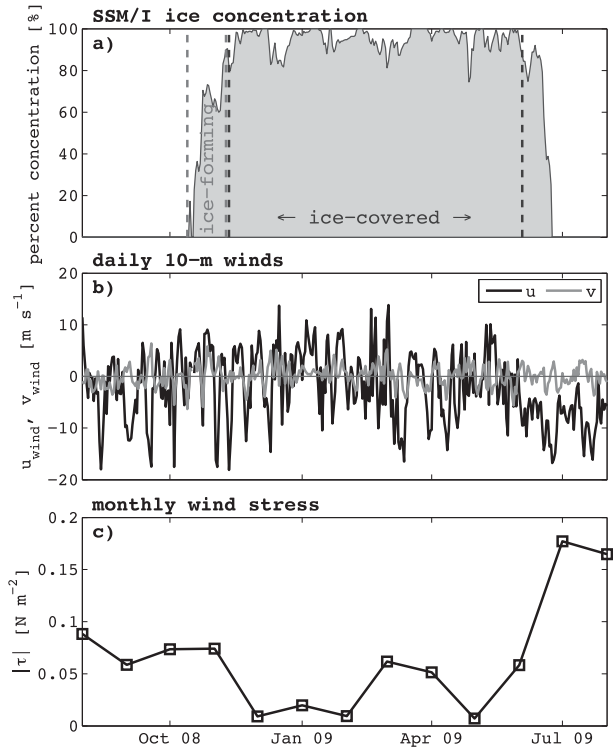 SSM/I ice concentration
a)
percent concentration [%]
100
80
60
40
20
0
ice-forming
← ice-covered →
daily 10-m winds
b)
u v
u_wind, v_wind [m s⁻¹]
20
10
0
−10
−20
monthly wind stress
c)
|τ| [N m⁻²]
0.2
0.15
0.1
0.05
0
Oct 08 Jan 09 Apr 09 Jul 09